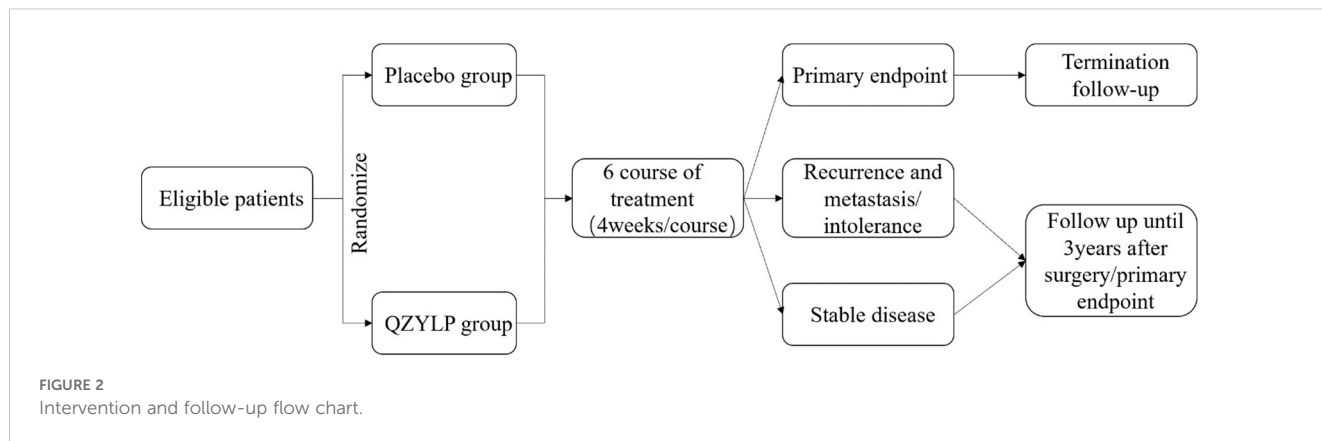 Placebo group
Primary endpoint
Termination
follow-up
Eligible patients
Randomize
6 course of
treatment
(4weeks/course)
Recurrence and
metastasis/
intolerance
Follow up until
3years after
surgery/primary
endpoint
QZYLP group
Stable disease
FIGURE 2
Intervention and follow-up flow chart.